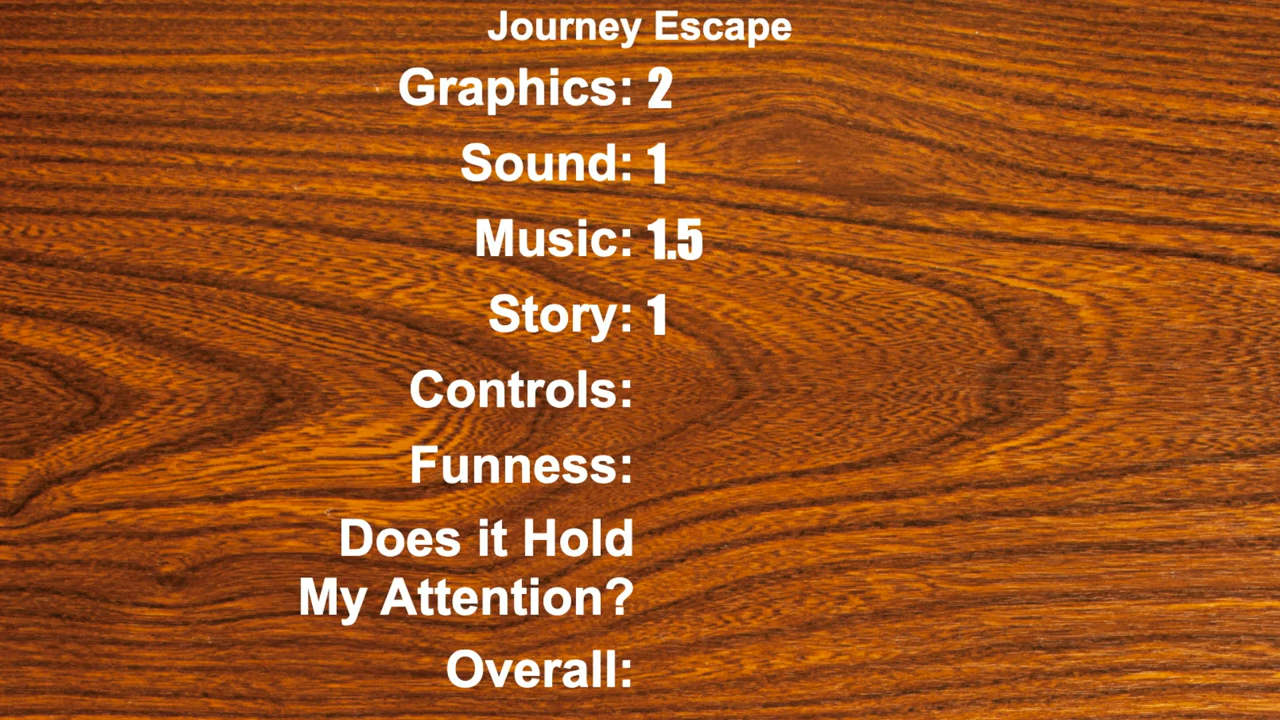 Journey Escape
Graphics: 2
Sound: 1
Music: 1.5
Story: 1
Controls:
Funness:
Does it Hold
My Attention?
Overall: